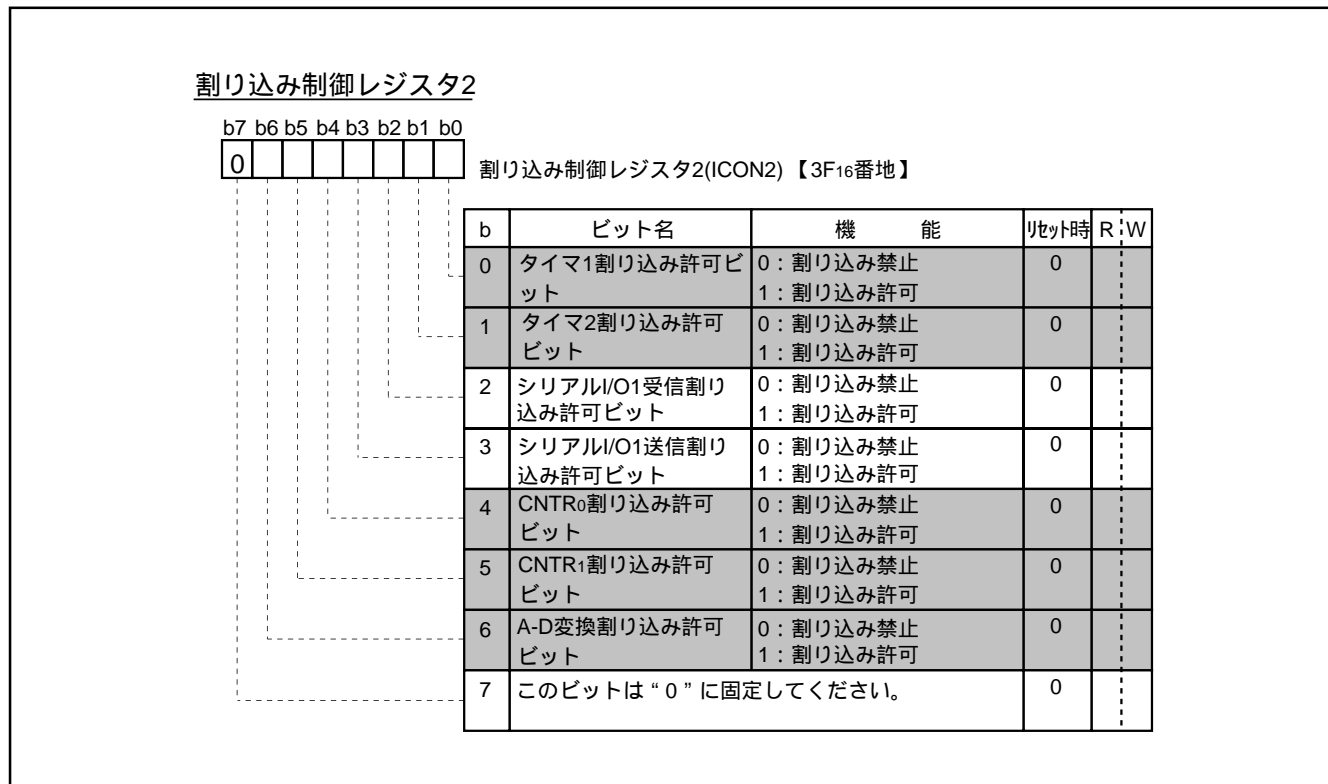 割り込み制御レジスタ2
b7 b6 b5 b4 b3 b2 b1 b0
0
割り込み制御レジスタ2(ICON2)【3F16番地】
b ビット名 機 能 リセット時 R W
0 タイマ1割り込み許可ビ 0：割り込み禁止 0
ット 1：割り込み許可
1 タイマ2割り込み許可 0：割り込み禁止 0
ビット 1：割り込み許可
2 シリアルI/O1受信割り 0：割り込み禁止 0
込み許可ビット 1：割り込み許可
3 シリアルI/O1送信割り 0：割り込み禁止 0
込み許可ビット 1：割り込み許可
4 CNTR0割り込み許可 0：割り込み禁止 0
ビット 1：割り込み許可
5 CNTR1割り込み許可 0：割り込み禁止 0
ビット 1：割り込み許可
6 A-D変換割り込み許可 0：割り込み禁止 0
ビット 1：割り込み許可
7 このビットは“0”に固定してください。 0